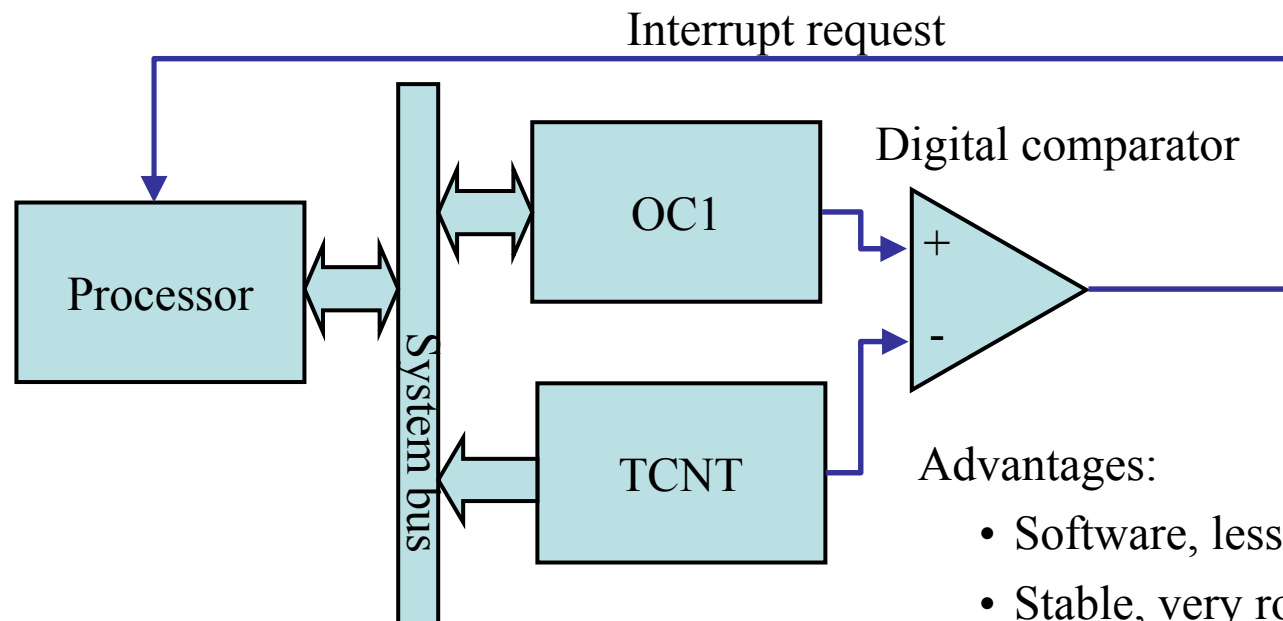 Interrupt request
Digital comparator
OC1
+
Processor
-
System bus
TCNT
Advantages:
• Software, less
• Stable, very